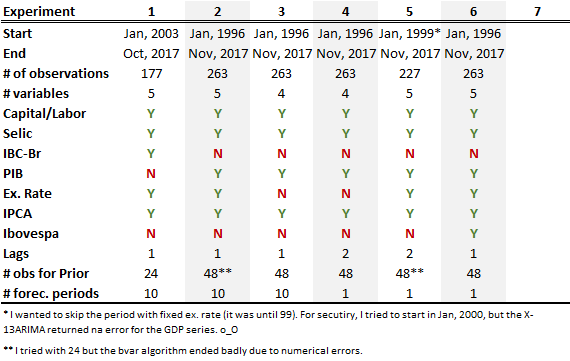 Experiment 1 2 3 4 5 6 7
Start Jan, 2003 Jan, 1996 Jan, 1996 Jan, 1996 Jan, 1999* Jan, 1996
End Oct, 2017 Nov, 2017 Nov, 2017 Nov, 2017 Nov, 2017 Nov, 2017
# of observations 177 263 263 263 227 263
# variables 5 5 4 4 5 5
Capital/Labor Y Y Y Y Y Y
Selic Y Y Y Y Y Y
IBC-Br Y N N N N N
PIB N Y Y Y Y Y
Ex. Rate Y Y N N Y Y
IPCA Y Y Y Y Y Y
Ibovespa N N N N N Y
Lags 1 1 1 2 2 1
# obs for Prior 24 48** 48 48 48** 48
# forec. periods 10 10 10 1 1 1
* I wanted to skip the period with fixed ex. rate (it was until 99). For secutiry, I tried to start in Jan, 2000, but the X-
13ARIMA returned na error for the GDP series. o_O
** I tried with 24 but the bvar algorithm ended badly due to numerical errors.